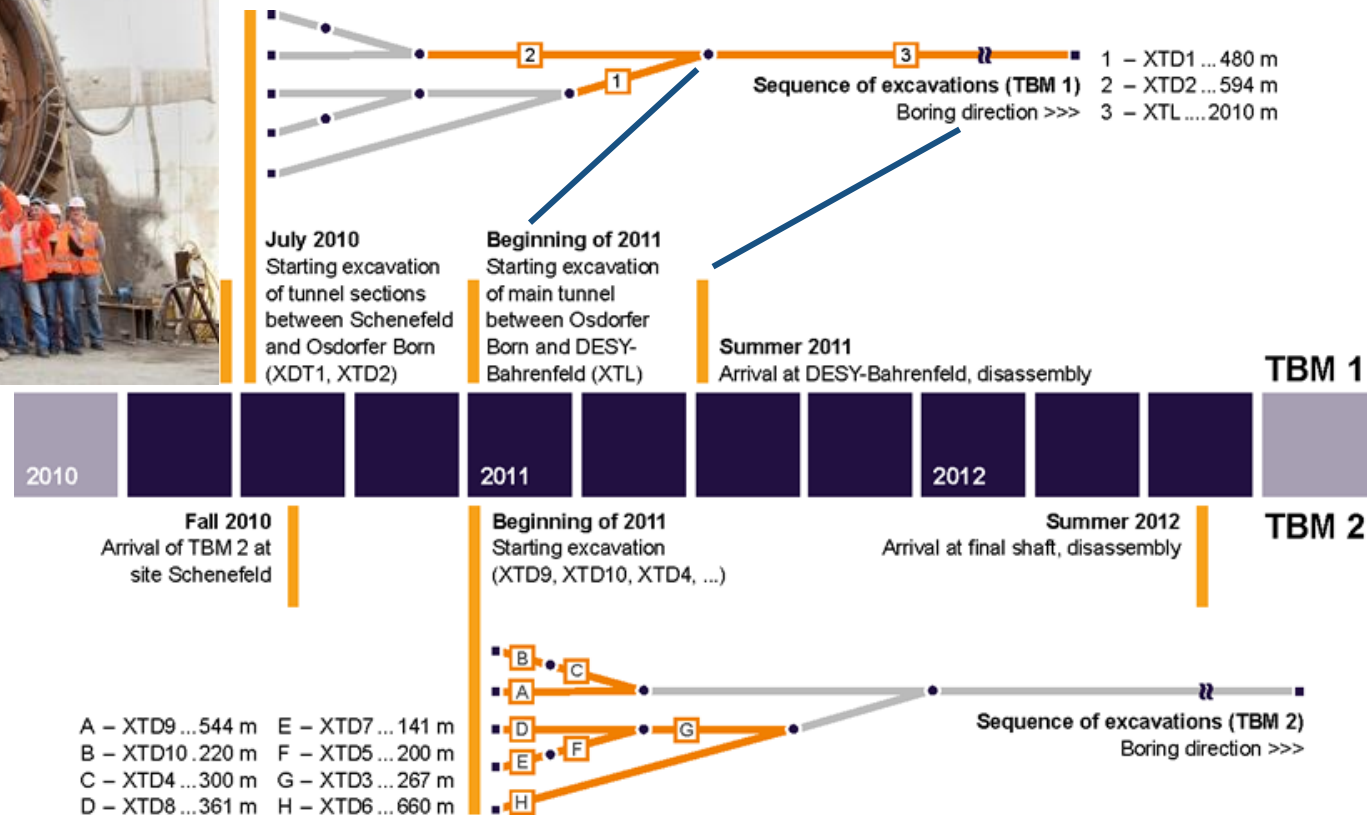 2
3
1
1 – XTD1 ... 480 m
Sequence of excavations (TBM 1)
2 – XTD2 ... 594 m
Boring direction >>>
3 – XTL .... 2010 m
July 2010
Starting excavation
of tunnel sections
between Schenefeld
and Osdorfer Born
(XDT1, XTD2)
Beginning of 2011
Starting excavation
of main tunnel
between Osdorfer
Born and DESY-
Bahrenfeld (XTL)
Summer 2011
Arrival at DESY-Bahrenfeld, disassembly
TBM 1
2010
2011
2012
Fall 2010
Arrival of TBM 2 at
site Schenefeld
Beginning of 2011
Starting excavation
(XTD9, XTD10, XTD4, ...)
Summer 2012
Arrival at final shaft, disassembly
TBM 2
B
C
A
D
G
F
E
H
Sequence of excavations (TBM 2)
Boring direction >>>
A – XTD9 ... 544 m
B – XTD10 . 220 m
C – XTD4 ... 300 m
D – XTD8 ... 361 m
E – XTD7 ... 141 m
F – XTD5 ... 200 m
G – XTD3 ... 267 m
H – XTD6 ... 660 m